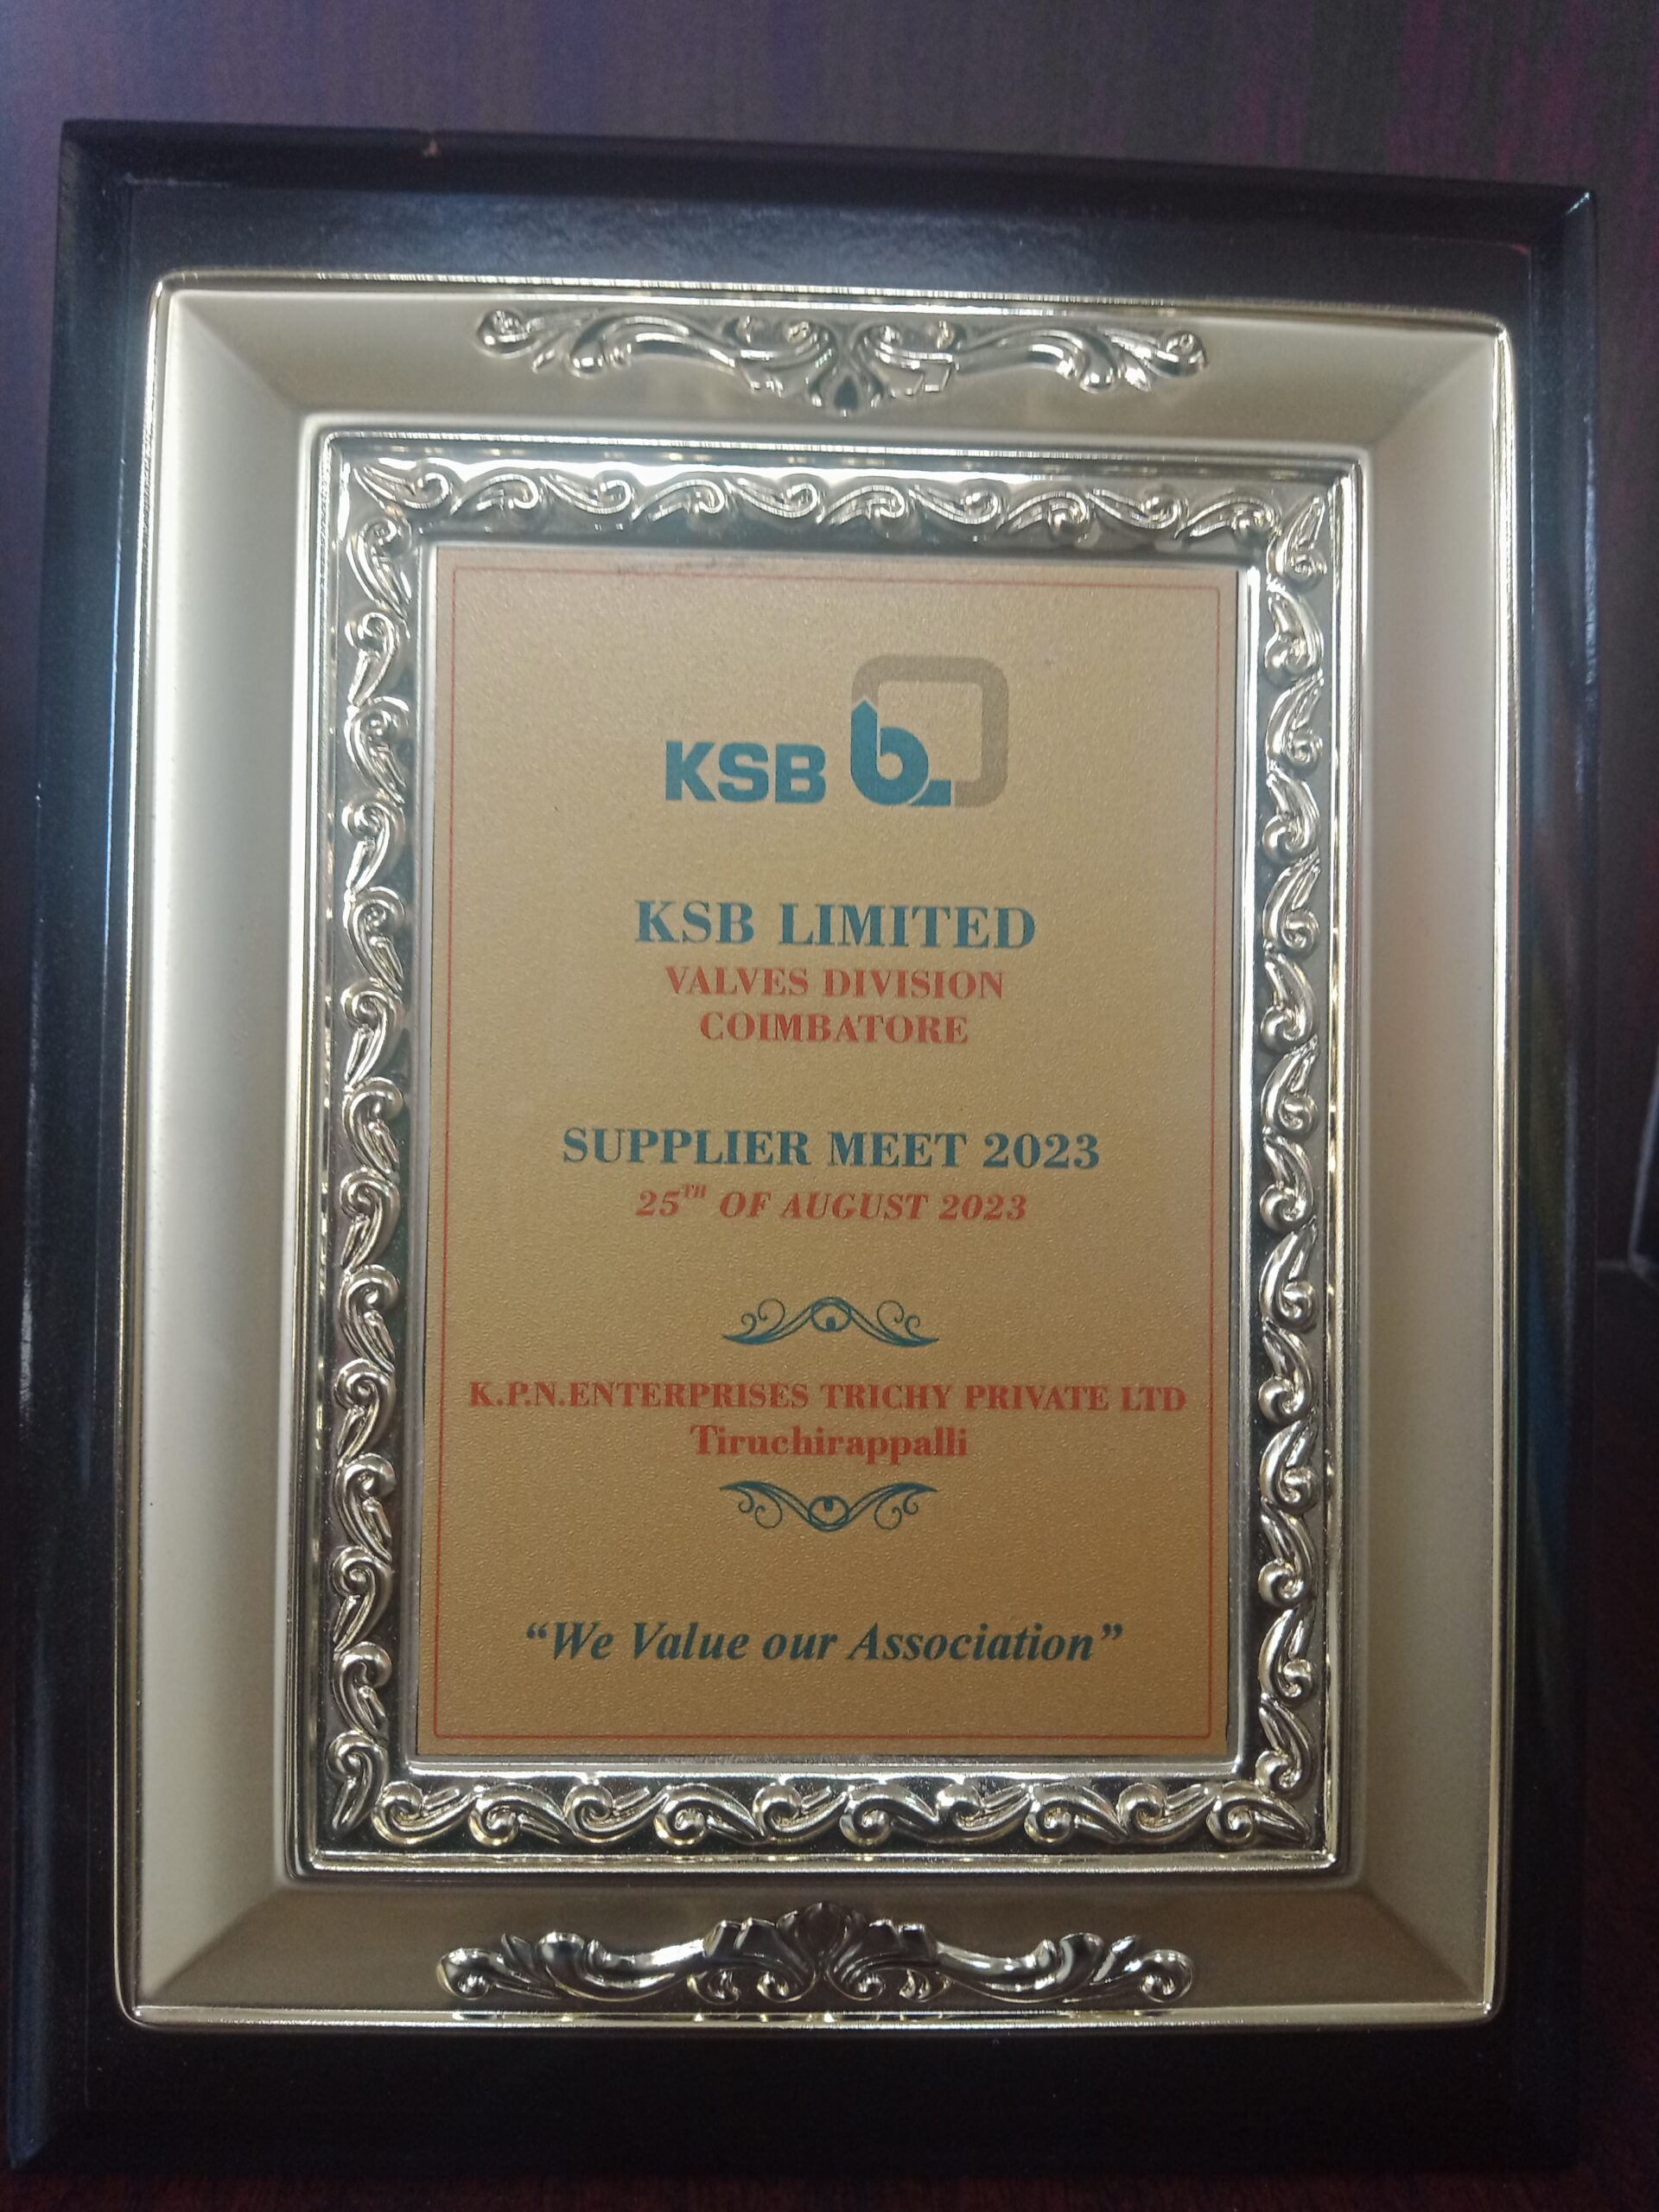 KSB
KSB LIMITED
VALVES DIVISION
COIMBATORE
SUPPLIER MEET 2023
25TH OF AUGUST 2023
K.P.N.ENTERPRISES TRICHY PRIVATE LTD
Tiruchirappalli
“We Value our Association”